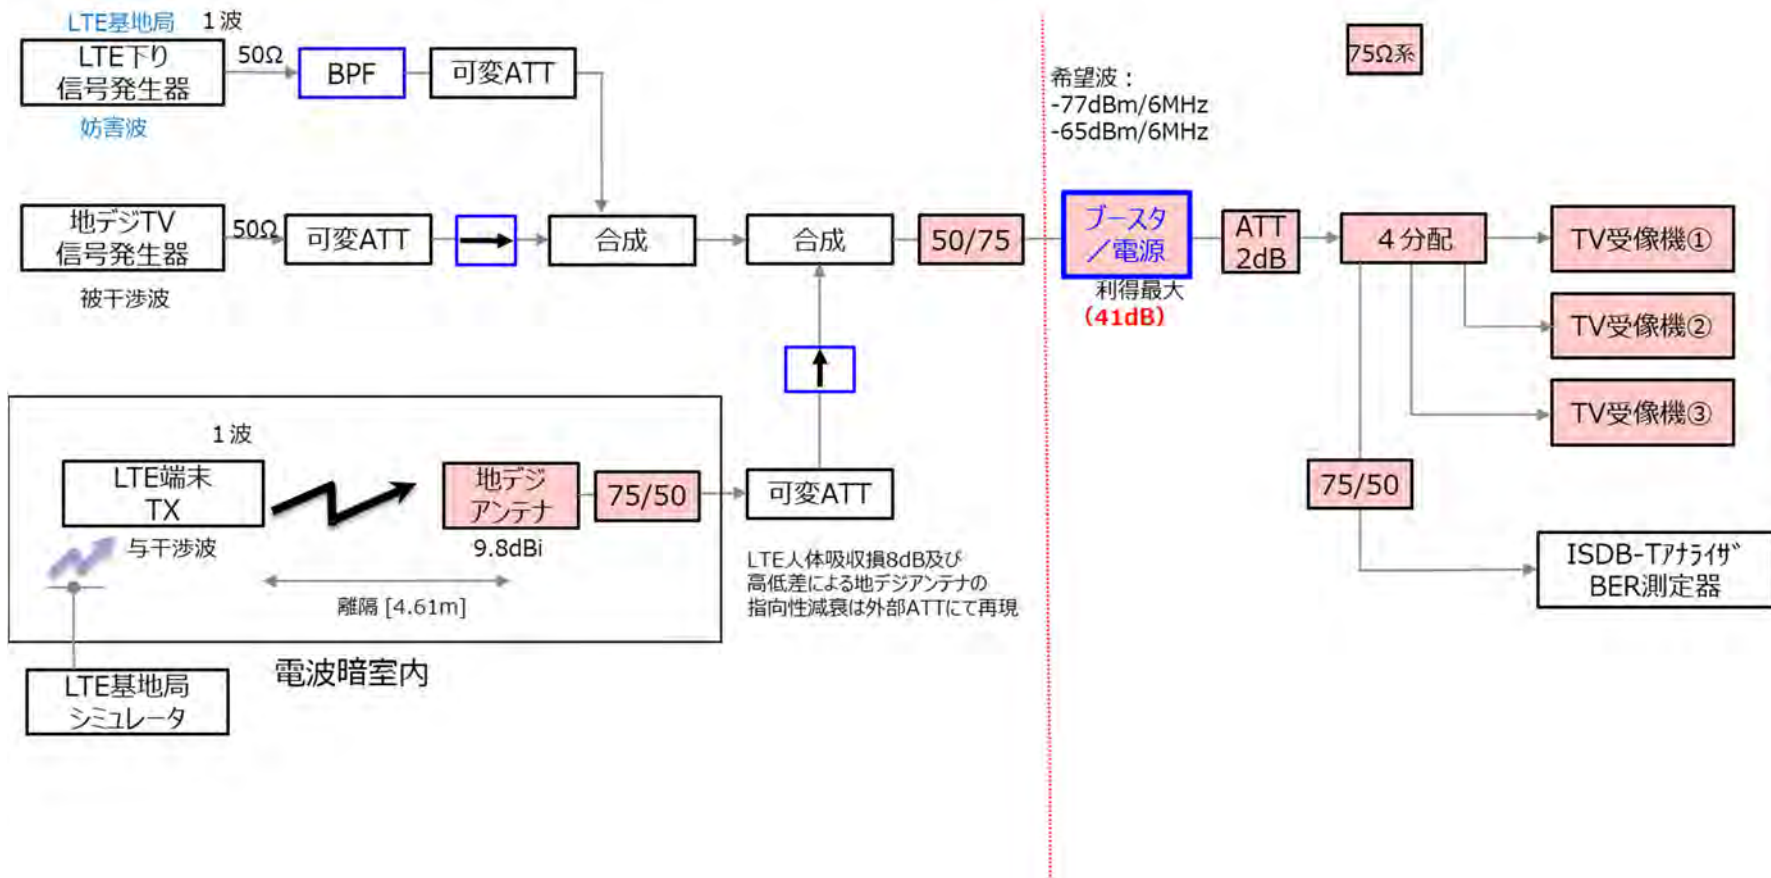 LTE基地局 1波
LTE下り
信号発生器
妨害波
50Ω
BPF
可変ATT
地デジTV
信号発生器
被干渉波
50Ω
可変ATT
合成
合成
50/75
希望波：
-77dBm/6MHz
-65dBm/6MHz
75Ω系
ブースタ
／電源
利得最大
（41dB）
ATT
2dB
４分配
TV受像機①
TV受像機②
TV受像機③
75/50
ISDB-Tｱﾅﾗｲｻﾞ
BER測定器
1波
LTE端末
TX
与干渉波
地デジ
アンテナ
9.8dBi
75/50
可変ATT
離隔 [4.61m]
LTE人体吸収損8dB及び
高低差による地デジアンテナの
指向性減衰は外部ATTにて再現
電波暗室内
LTE基地局
シミュレータ